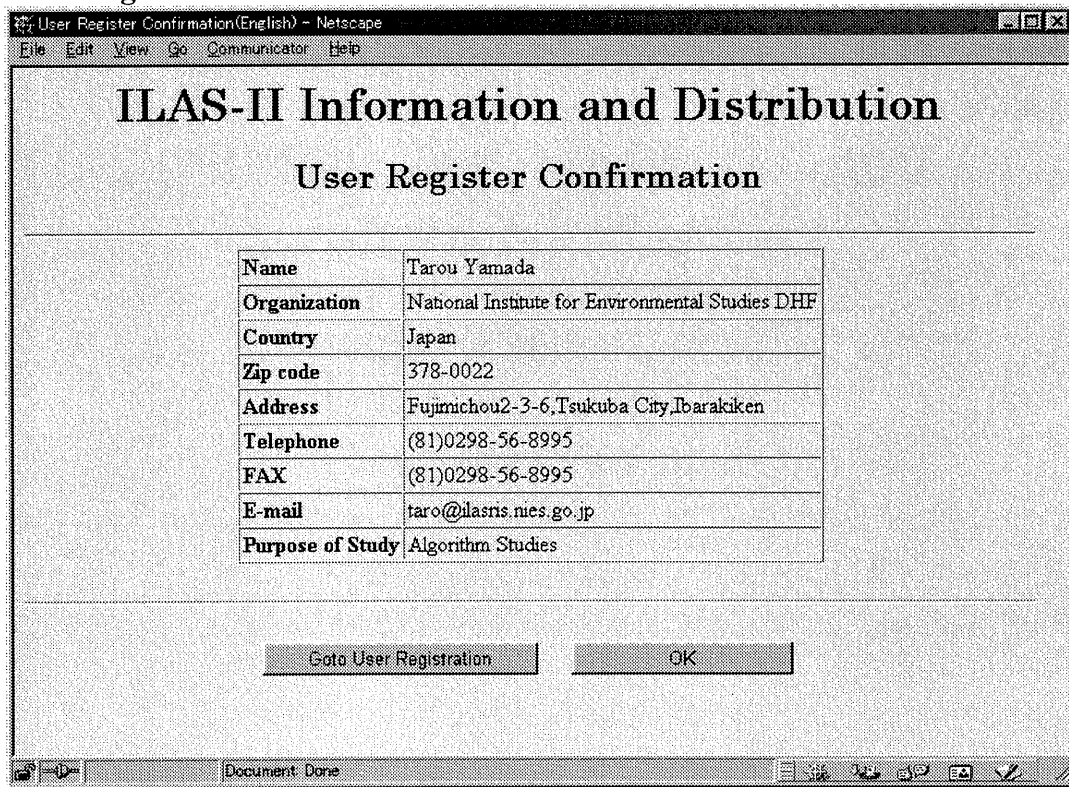 User Register Confirmation(English) - Netscape
File Edit View Go Communicator Help
ILAS-II Information and Distribution
User Register Confirmation
Name Tarou Yamada
Organization National Institute for Environmental Studies DHF
Country Japan
Zip code 378-0022
Address Fujimichou2-3-6,Tsukuba City,Ibarakiken
Telephone (81)0298-56-8995
FAX (81)0298-56-8995
E-mail taro@ilasris.nies.go.jp
Purpose of Study Algorithm Studies
Goto User Registration OK
Document: Done